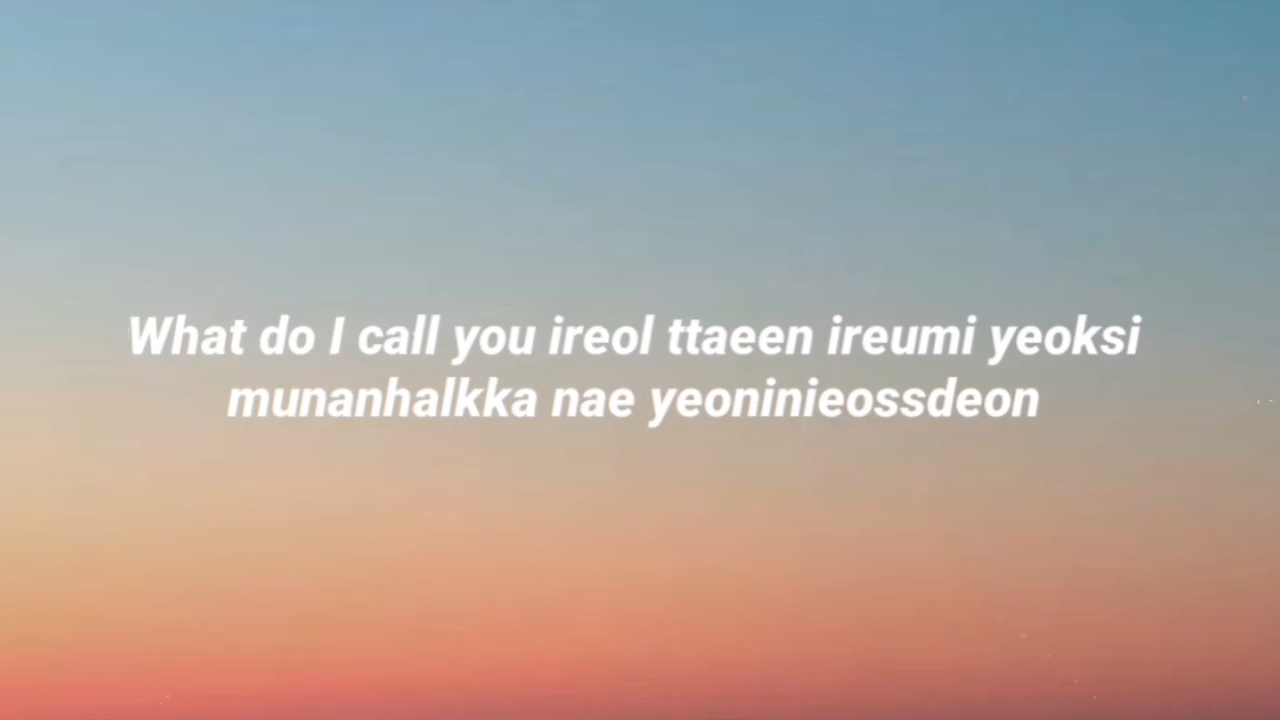 What do I call you ireol ttaeen ireumi yeoksi
munanhalkka nae yeoninieossdeon